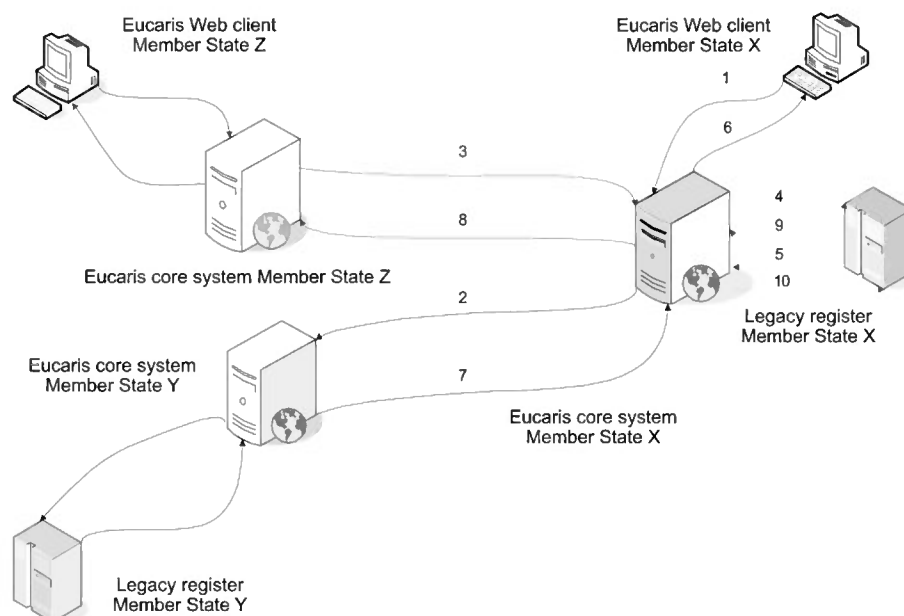 Eucaris Web client
Member State Z
Eucaris Web client
Member State X
1
6
3
4
8
9
5
10
Eucaris core system Member State Z
2
Legacy register
Member State X
Eucaris core system
Member State Y
7
Eucaris core system
Member State X
Legacy register
Member State Y